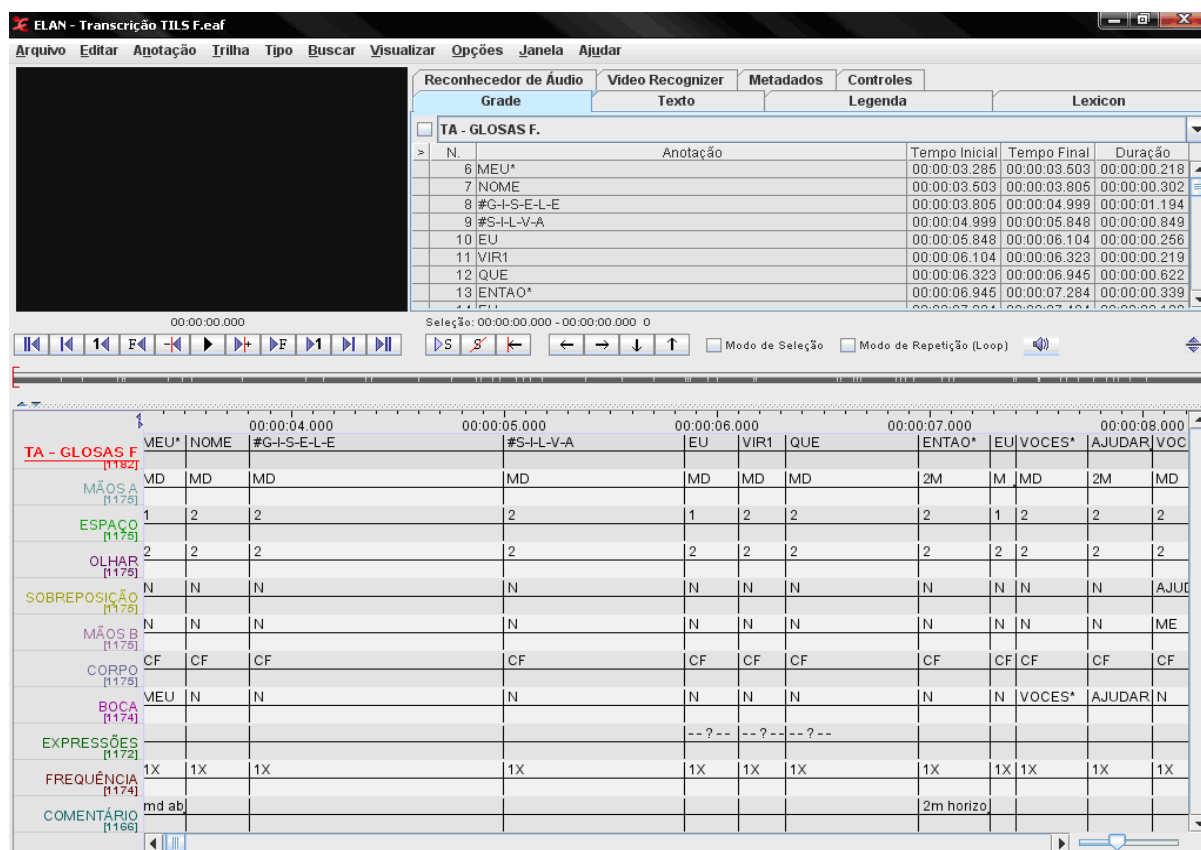 ELAN - Transcrição TILS F.eaf
Arquivo Editar Anotação Trilha Tipo Buscar Visualizar Opções Janela Ajudar
Reconhecedor de Áudio Video Recognizer Metadados Controles
Grade Texto Legenda Lexicon
TA - GLOSAS F.
> N. Anotação Tempo Inicial Tempo Final Duração
6 MEU* 00:00:03.285 00:00:03.503 00:00:00.218
7 NOME 00:00:03.503 00:00:03.805 00:00:00.302
8 #G-I-S-E-L-E 00:00:03.805 00:00:04.999 00:00:01.194
9 #S-I-L-V-A 00:00:04.999 00:00:05.848 00:00:00.849
10 EU 00:00:05.848 00:00:06.104 00:00:00.256
11 VIR1 00:00:06.104 00:00:06.323 00:00:00.219
12 QUE 00:00:06.323 00:00:06.945 00:00:00.622
13 ENTAO* 00:00:06.945 00:00:07.284 00:00:00.339
00:00:00.000 Seleção: 00:00:00.000 - 00:00:00.000 0
1 F + F 1 S S Modo de Seleção Modo de Repetição (Loop)
00:00:04.000 00:00:05.000 00:00:06.000 00:00:07.000 00:00:08.000
TA - GLOSAS F MEU* NOME #G-I-S-E-L-E #S-I-L-V-A EU VIR1 QUE ENTAO* EU VOCES* AJUDAR VOC
[1182]
MÃOS A MD MD MD MD MD MD MD 2M M MD 2M MD
[1175]
ESPAÇO 1 2 2 2 1 2 2 2 1 2 2 2
[1175]
OLHAR 2 2 2 2 2 2 2 2 2 2 2 2
[1175]
SOBREPOSIÇÃO N N N N N N N N N N N AJUD
[1175]
MÃOS B N N N N N N N N N N N ME
[1175]
CORPO CF CF CF CF CF CF CF CF CF CF CF CF
[1175]
BOCA MEU N N N N N N N N VOCES* AJUDAR N
[1174]
EXPRESSÕES --?-- --?-- --?--
[1172]
FREQUÊNCIA 1X 1X 1X 1X 1X 1X 1X 1X 1X 1X 1X 1X
[1174]
COMENTÁRIO md ab 2m horizo
[1166]